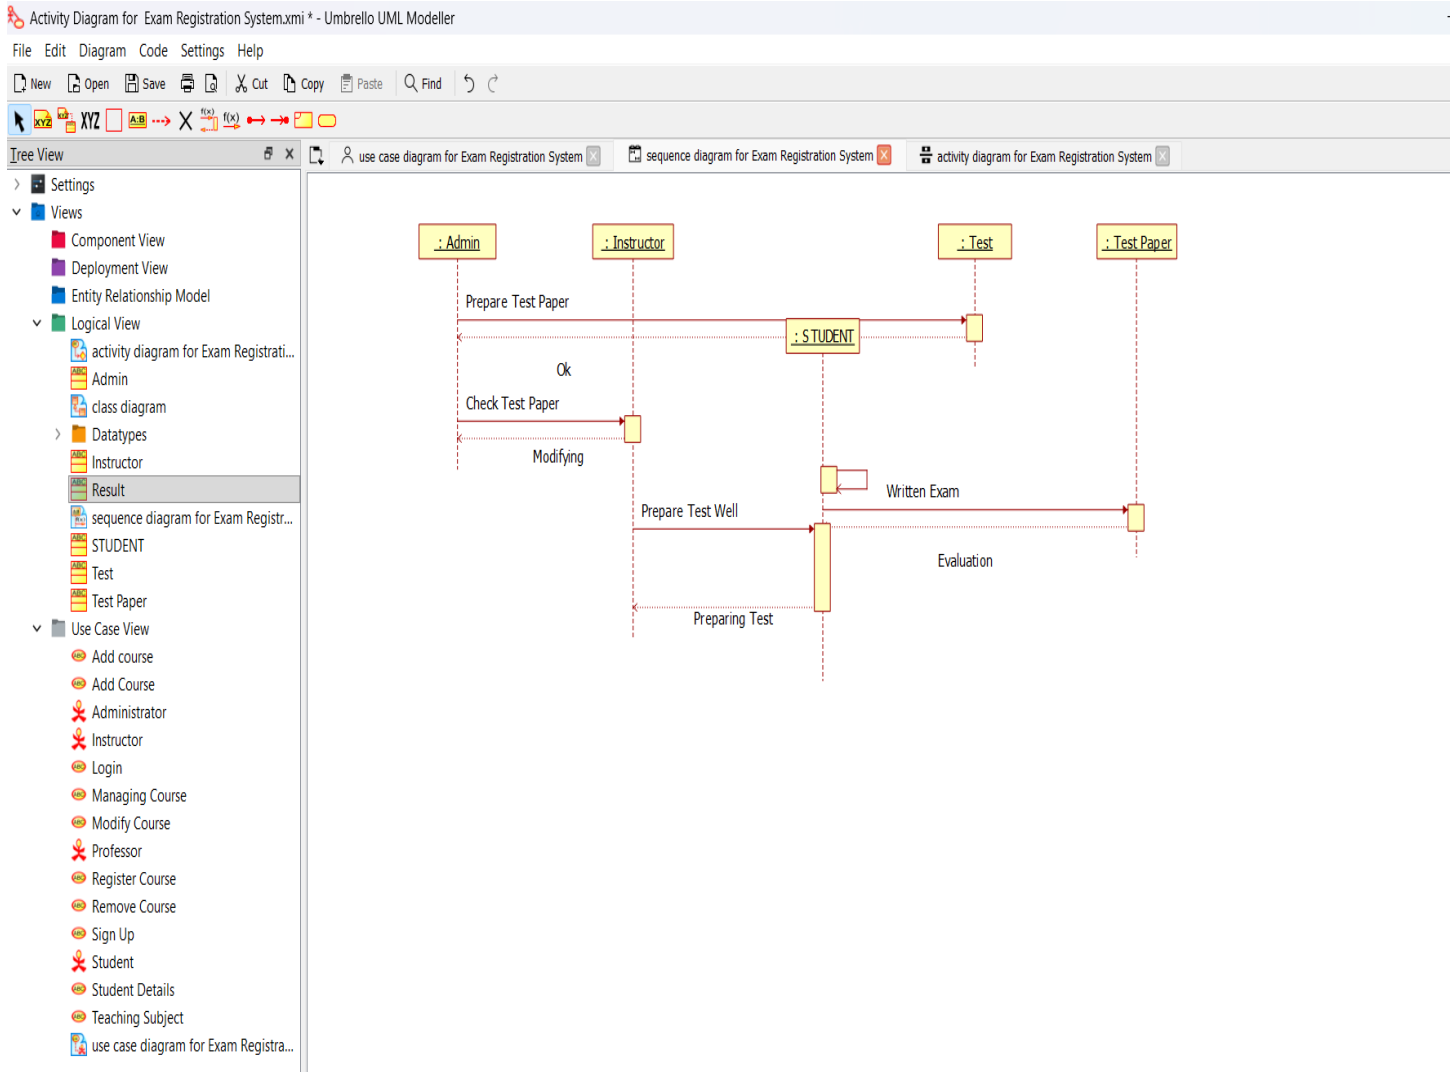 Activity Diagram for  Exam Registration System.xmi * - Umbrello UML Modeller
File Edit Diagram Code Settings Help
New Open Save Cut Copy Paste Find
XYZ XYZ XYZ A:B f(x) f(x)
Tree View
use case diagram for Exam Registration System
sequence diagram for Exam Registration System
activity diagram for Exam Registration System
Settings
Views
Component View
Deployment View
Entity Relationship Model
Logical View
activity diagram for Exam Registrati...
Admin
class diagram
Datatypes
Instructor
Result
sequence diagram for Exam Registr...
STUDENT
Test
Test Paper
Use Case View
Add course
Add Course
Administrator
Instructor
Login
Managing Course
Modify Course
Professor
Register Course
Remove Course
Sign Up
Student
Student Details
Teaching Subject
use case diagram for Exam Registra...
: Admin
: Instructor
: Test
: Test Paper
Prepare Test Paper
: STUDENT
Ok
Check Test Paper
Modifying
Written Exam
Prepare Test Well
Evaluation
Preparing Test